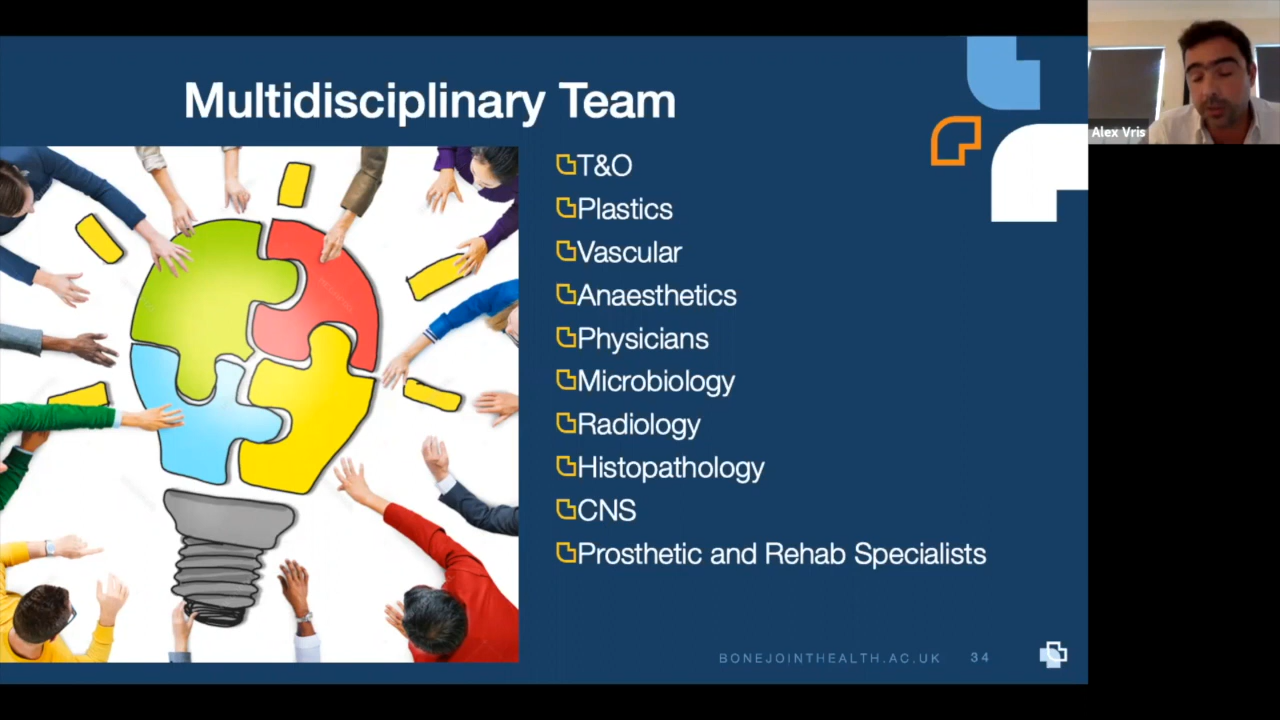 Multidisciplinary Team
T&O
Plastics
Vascular
Anaesthetics
Physicians
Microbiology
Radiology
Histopathology
CNS
Prosthetic and Rehab Specialists
BONEJOINTHEALTH.AC.UK 34
Alex Vris